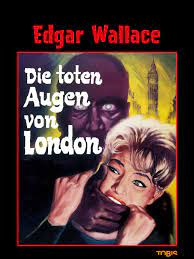 Edgar Wallace
Die toten
Augen
von
London
TOBIS